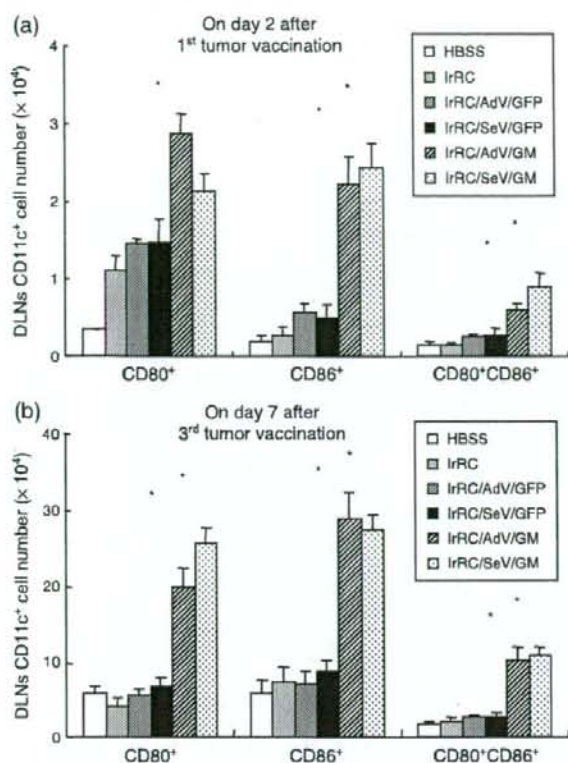 (a)
On day 2 after
1st tumor vaccination
DLNs CD11c+ cell number (× 10⁴)
4
3
2
1
0
HBSS
IrRC
IrRC/AdV/GFP
IrRC/SeV/GFP
IrRC/AdV/GM
IrRC/SeV/GM
* * *
* *
CD80+ CD86+ CD80+CD86+
(b)
On day 7 after
3rd tumor vaccination
DLNs CD11c+ cell number (× 10⁴)
40
30
20
10
0
HBSS
IrRC
IrRC/AdV/GFP
IrRC/SeV/GFP
IrRC/AdV/GM
IrRC/SeV/GM
* * * *
* *
CD80+ CD86+ CD80+CD86+